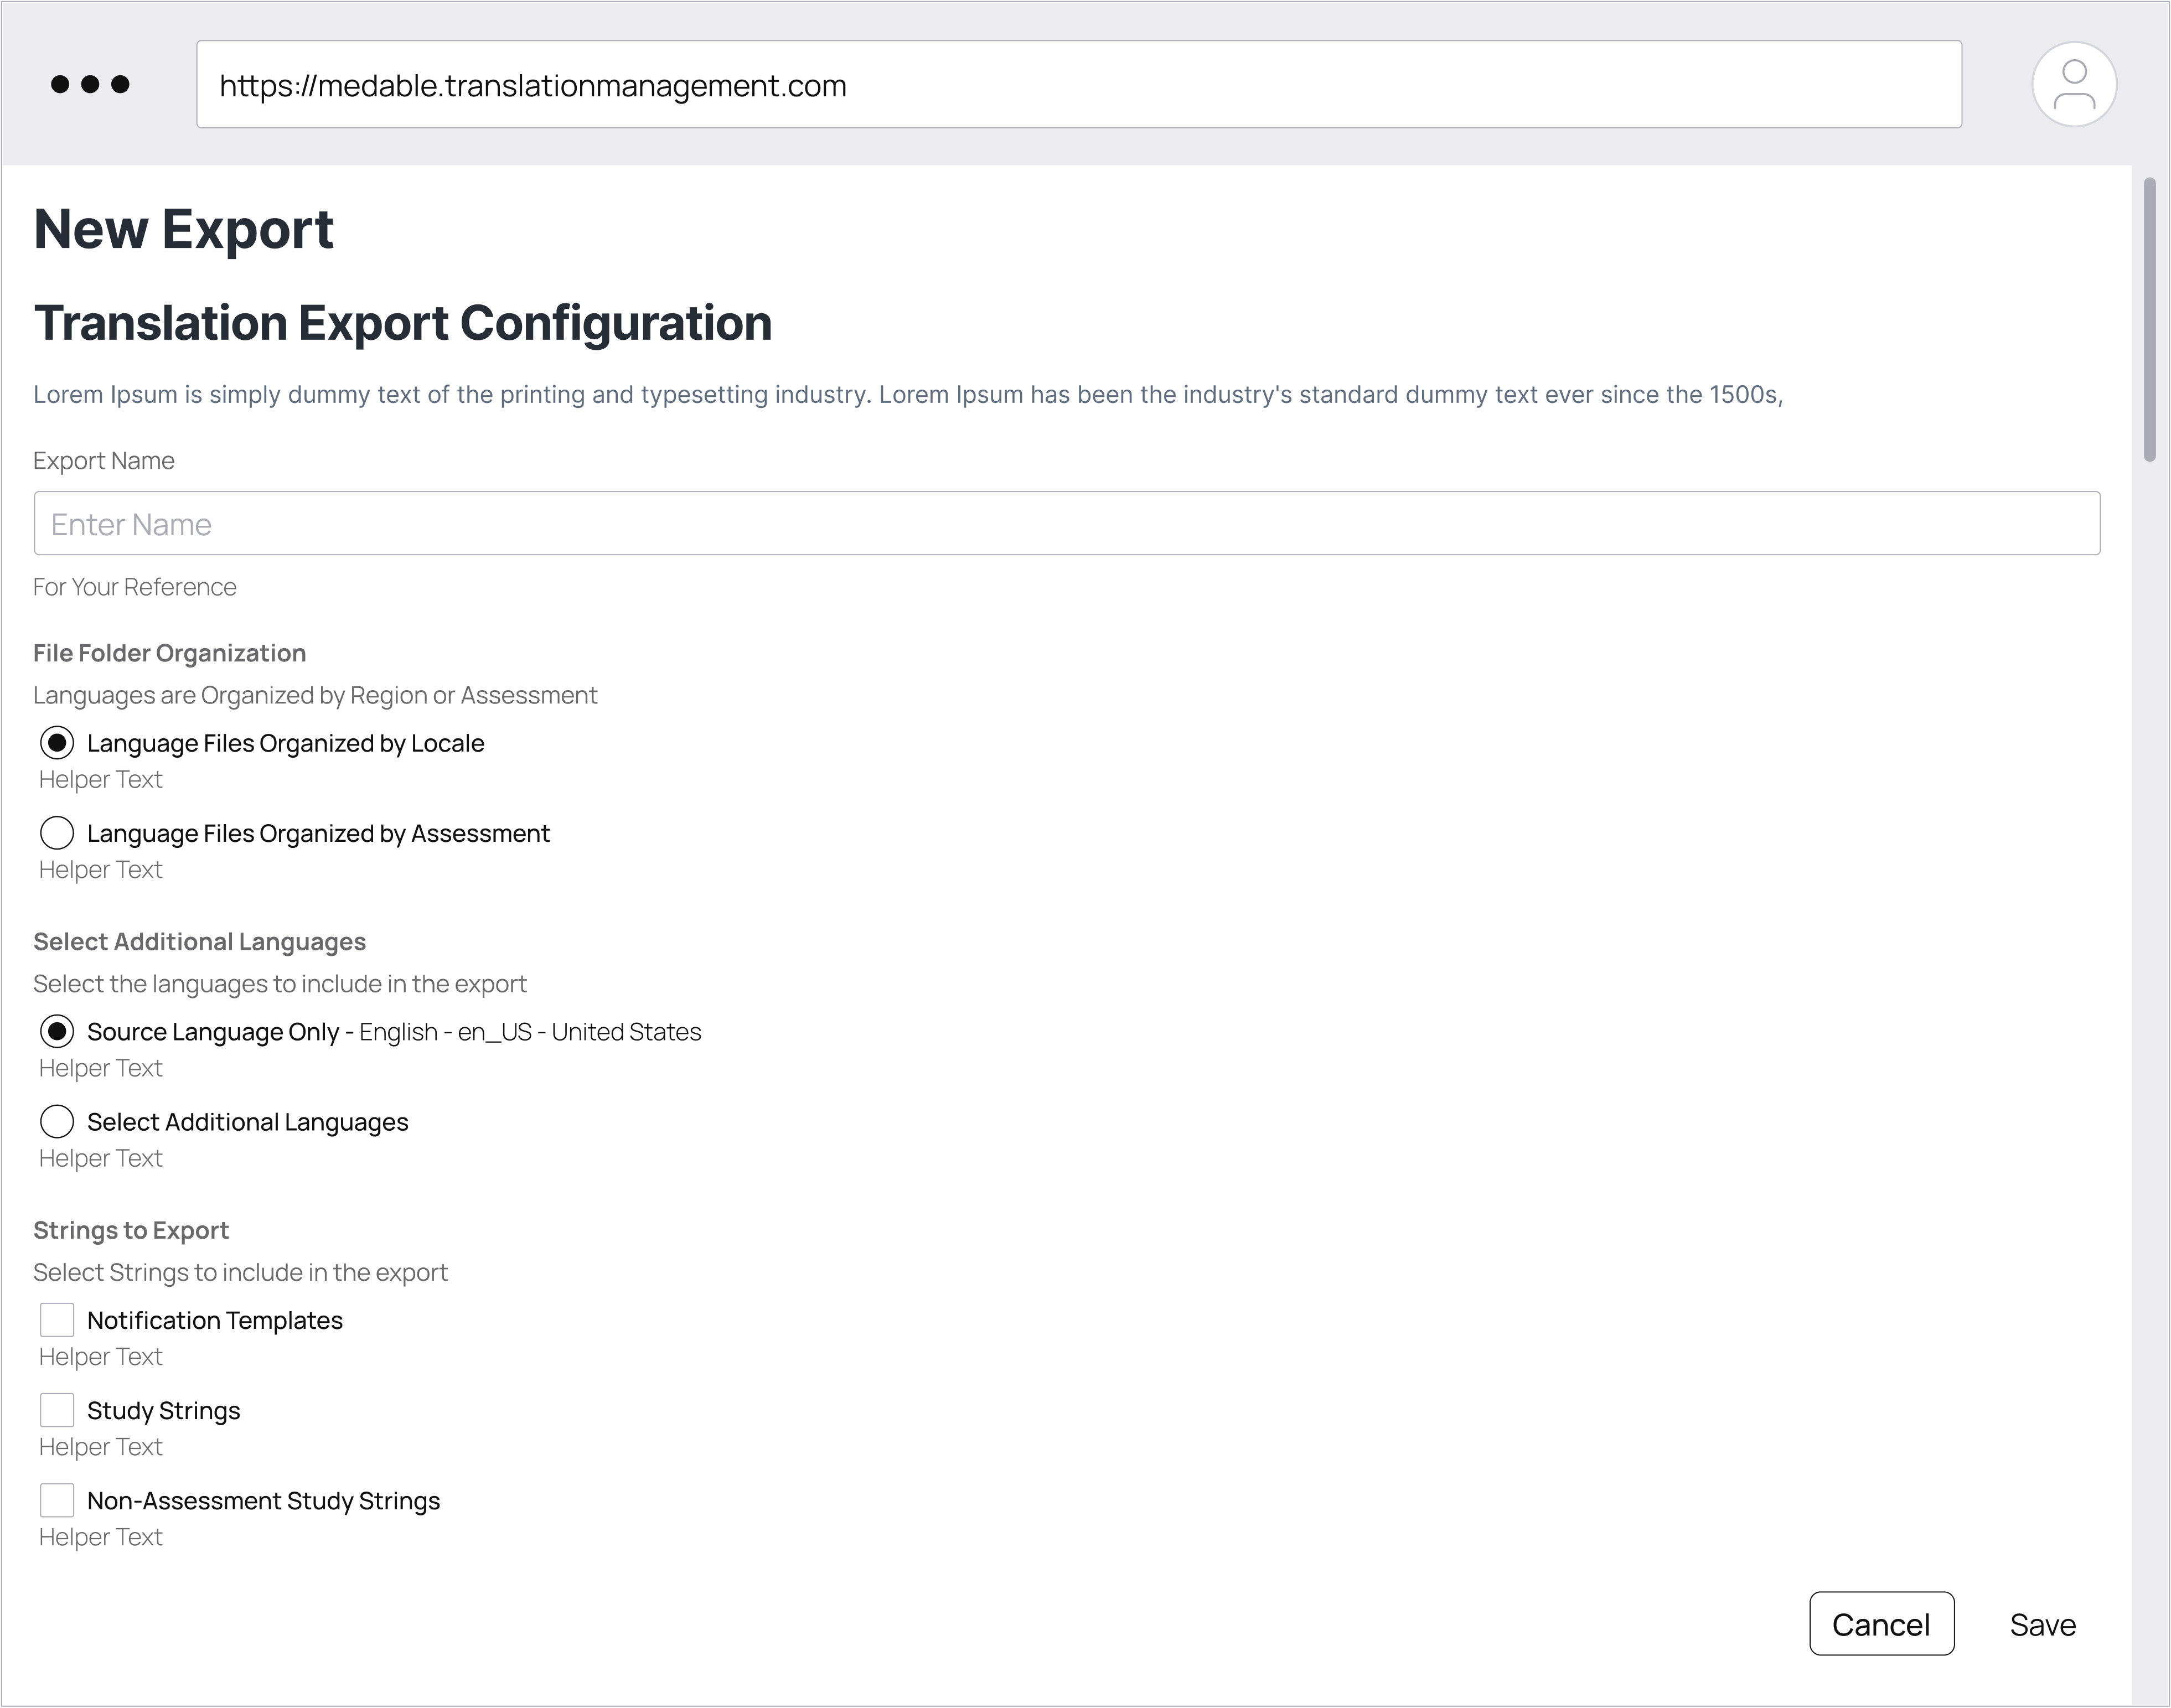 https://medable.translationmanagement.com
New Export
Translation Export Configuration
Lorem Ipsum is simply dummy text of the printing and typesetting industry. Lorem Ipsum has been the industry's standard dummy text ever since the 1500s,
Export Name
Enter Name
For Your Reference
File Folder Organization
Languages are Organized by Region or Assessment
Language Files Organized by Locale
Helper Text
Language Files Organized by Assessment
Helper Text
Select Additional Languages
Select the languages to include in the export
Source Language Only - English - en_US - United States
Helper Text
Select Additional Languages
Helper Text
Strings to Export
Select Strings to include in the export
Notification Templates
Helper Text
Study Strings
Helper Text
Non-Assessment Study Strings
Helper Text
Cancel Save